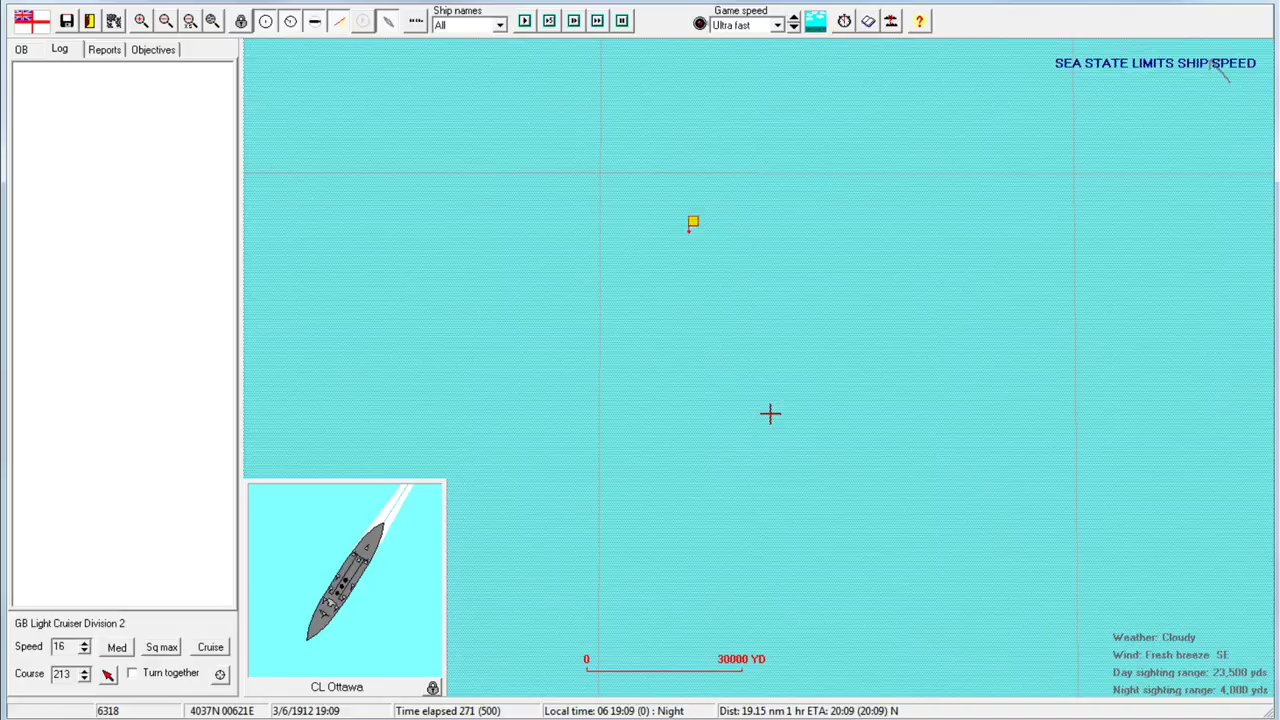 Ship names
All
Game speed
Ultra fast
OB
Log
Reports
Objectives
SEA STATE LIMITS SHIP SPEED
GB Light Cruiser Division 2
Speed
16
Med
Sq max
Cruise
Course
213
Turn together
CL Ottawa
0
30000 YD
Weather: Cloudy
Wind: Fresh breeze SE
Day sighting range: 23,500 yds
Night sighting range: 4,000 yds
6318
4037N 00621E
3/6/1912 19:09
Time elapsed 271 (500)
Local time: 06 19:09 (0) : Night
Dist: 19.15 nm 1 hr ETA: 20:09 (20:09) N